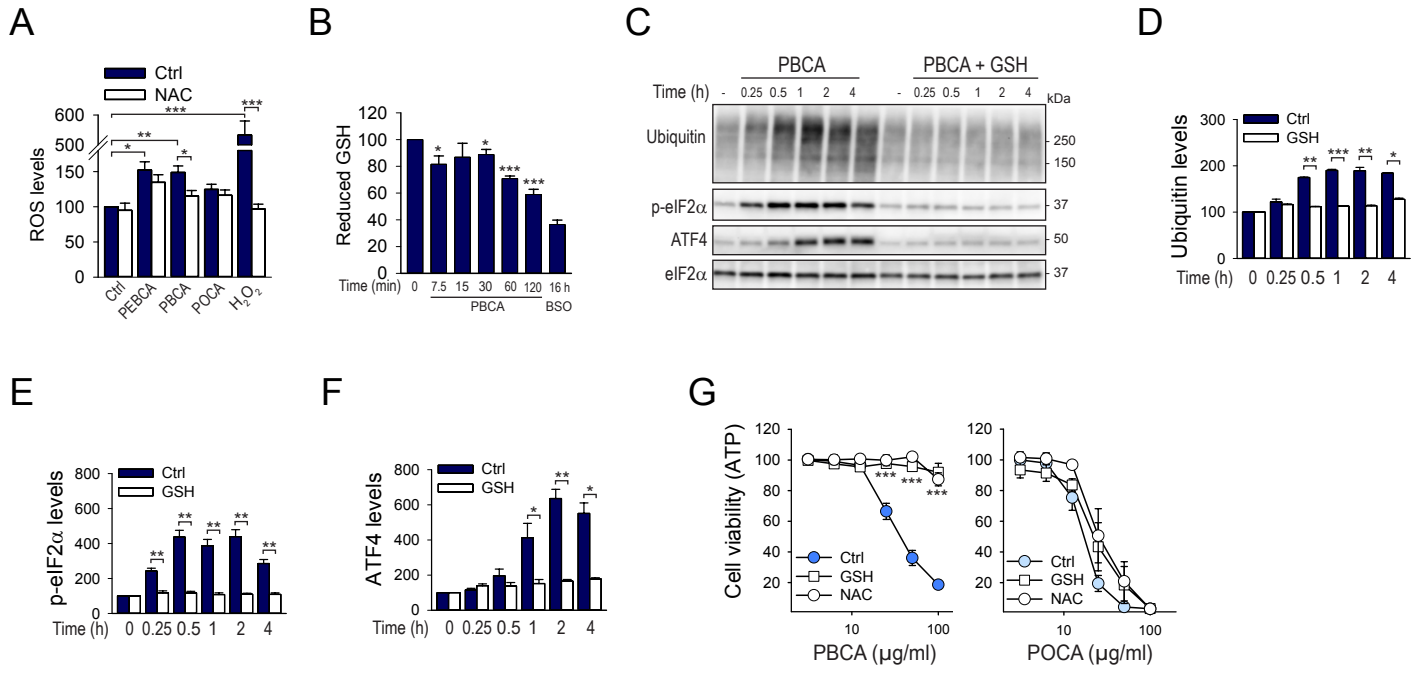 A
Ctrl
NAC
***
***
**
*
*
600
500
150
100
50
0
ROS levels
Ctrl
PEBCA
PBCA
POCA
H2O2
B
120
100
80
60
40
20
0
Reduced GSH
*
*
***
***
Time (min)
0 7.5 15 30 60 120 16 h
PBCA BSO
C
PBCA PBCA + GSH
Time (h) - 0.25 0.5 1 2 4 - 0.25 0.5 1 2 4
kDa
Ubiquitin
250
150
p-eIF2α 37
ATF4 50
eIF2α 37
D
Ctrl
GSH
300
200
100
0
Ubiquitin levels
** *** ** *
Time (h) 0 0.25 0.5 1 2 4
E
Ctrl
GSH
800
600
400
200
0
p-eIF2α levels
** ** ** ** **
Time (h) 0 0.25 0.5 1 2 4
F
Ctrl
GSH
800
600
400
200
0
ATF4 levels
* ** *
Time (h) 0 0.25 0.5 1 2 4
G
Cell viability (ATP)
120
100
80
60
40
20
*** *** ***
Ctrl
GSH
NAC
10 100
PBCA (µg/ml)
120
100
80
60
40
20
Ctrl
GSH
NAC
10 100
POCA (µg/ml)